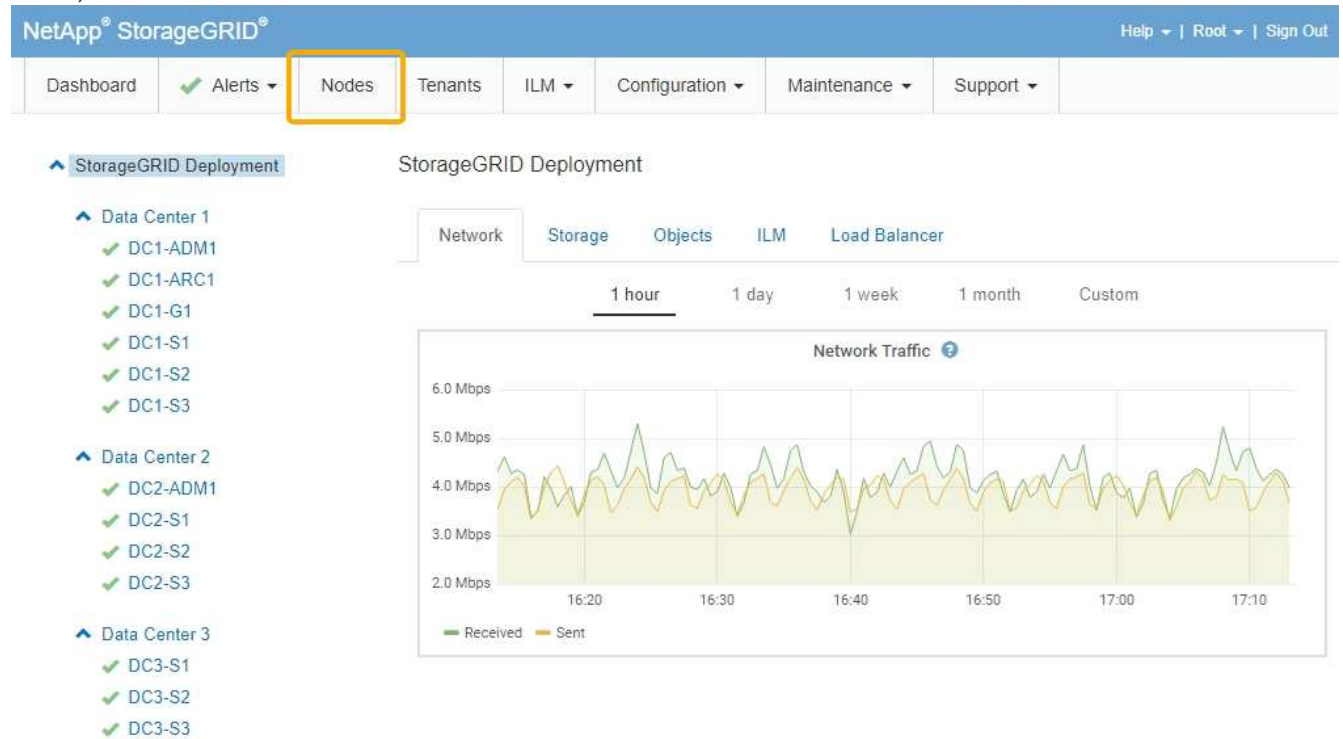 NetApp® StorageGRID®
Help | Root | Sign Out
Dashboard Alerts Nodes Tenants ILM Configuration Maintenance Support
StorageGRID Deployment
Data Center 1
DC1-ADM1
DC1-ARC1
DC1-G1
DC1-S1
DC1-S2
DC1-S3
Data Center 2
DC2-ADM1
DC2-S1
DC2-S2
DC2-S3
Data Center 3
DC3-S1
DC3-S2
DC3-S3
StorageGRID Deployment
Network Storage Objects ILM Load Balancer
1 hour 1 day 1 week 1 month Custom
Network Traffic
6.0 Mbps
5.0 Mbps
4.0 Mbps
3.0 Mbps
2.0 Mbps
16:20 16:30 16:40 16:50 17:00 17:10
Received Sent